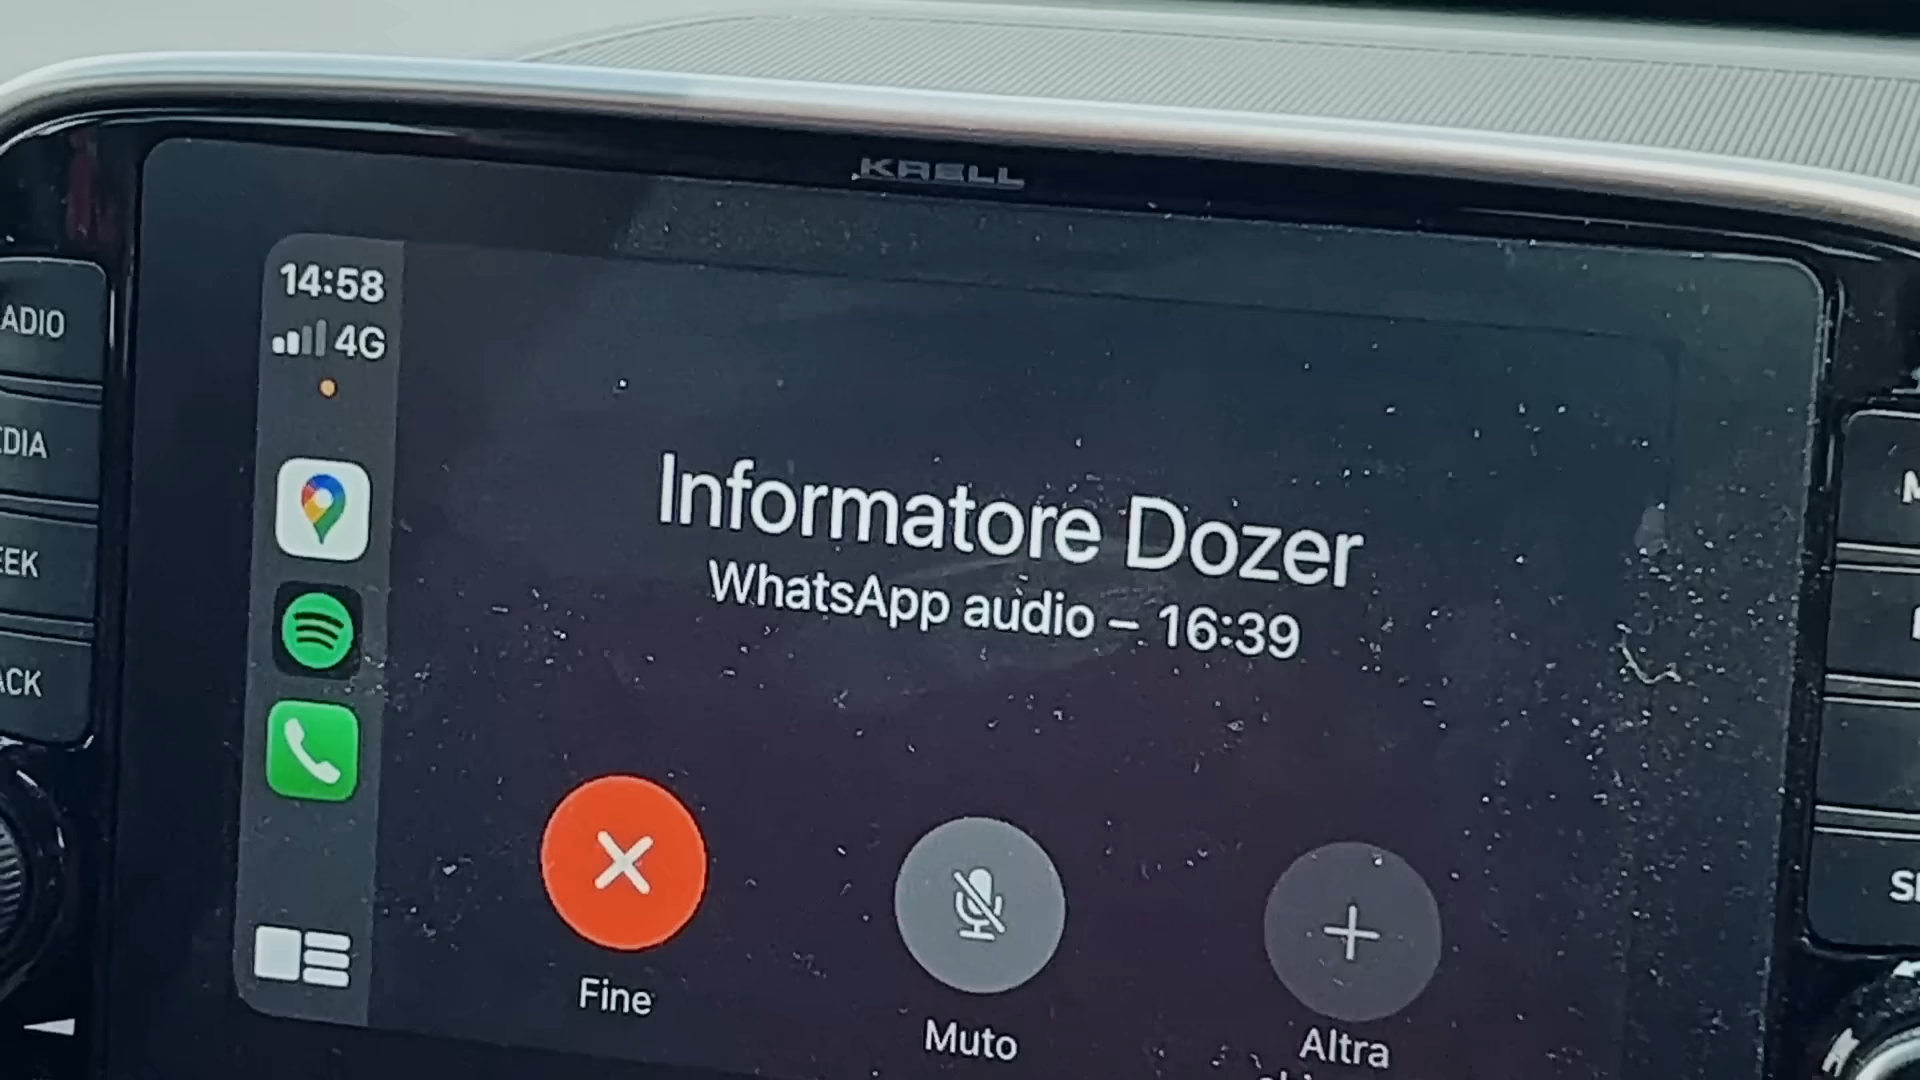 KRELL
14:58
4G
ADIO
EDIA
EEK
ACK
Informatore Dozer
WhatsApp audio – 16:39
Fine
Muto
Altra